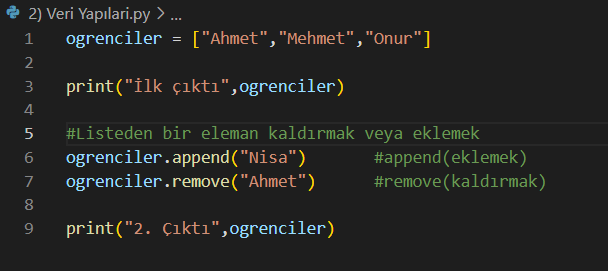 2) Veri Yapilari.py > ...
1 ogrenciler = ["Ahmet","Mehmet","Onur"]
2
3 print("İlk çıktı",ogrenciler)
4
5 #Listeden bir eleman kaldırmak veya eklemek
6 ogrenciler.append("Nisa") #append(eklemek)
7 ogrenciler.remove("Ahmet") #remove(kaldırmak)
8
9 print("2. Çıktı",ogrenciler)